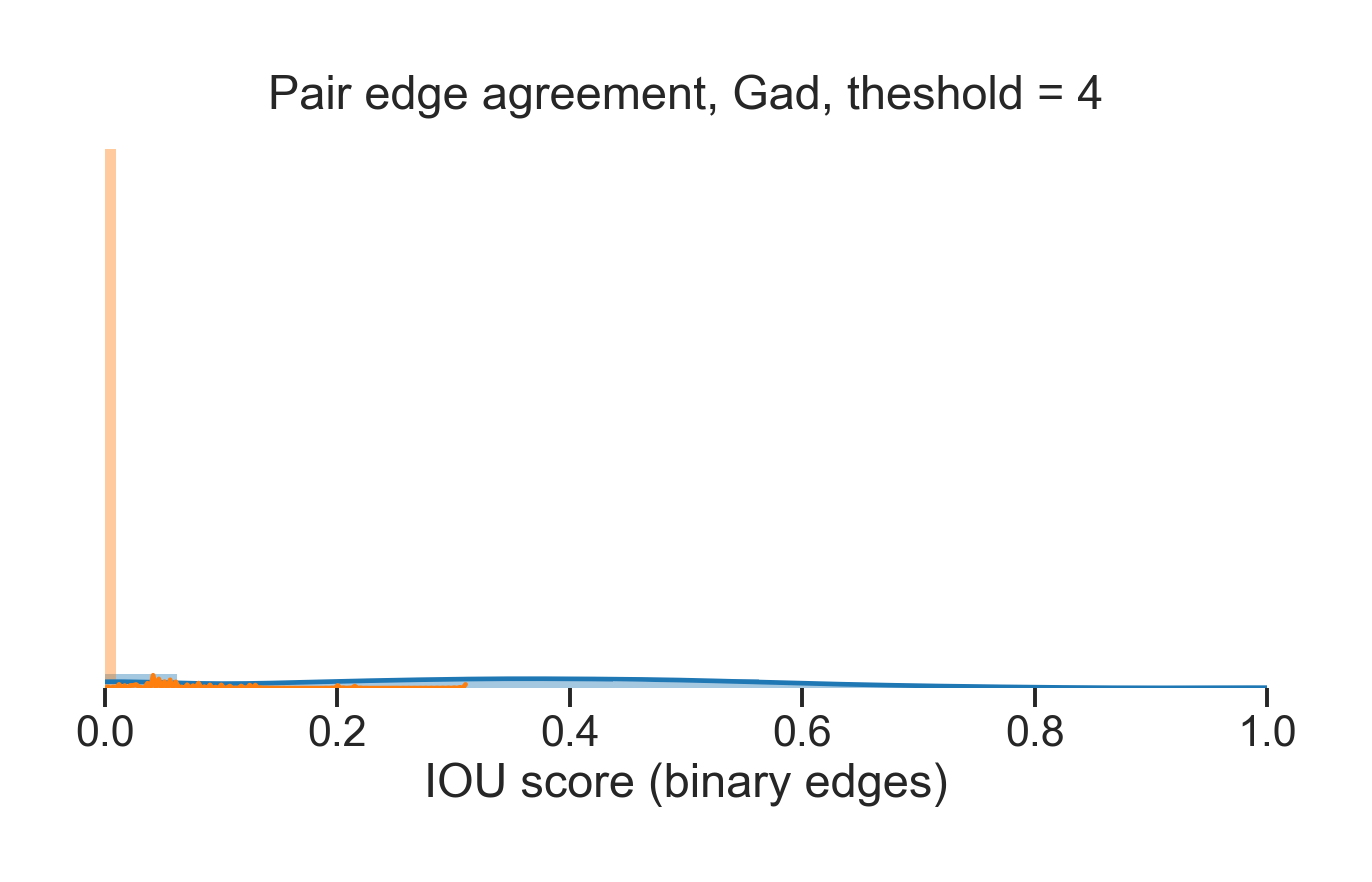 Pair edge agreement, Gad, theshold = 4
0.0 0.2 0.4 0.6 0.8 1.0
IOU score (binary edges)